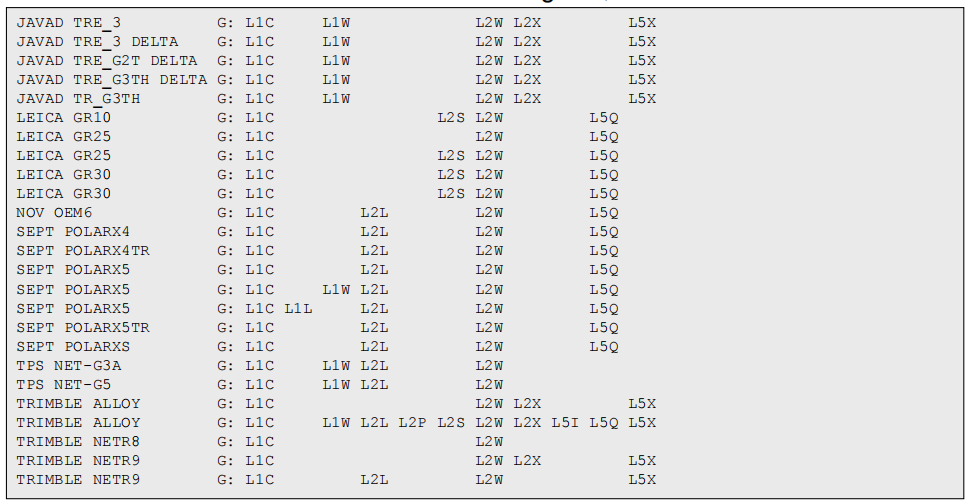 JAVAD TRE_3          G: L1C     L1W             L2W L2X         L5X
JAVAD TRE_3 DELTA    G: L1C     L1W             L2W L2X         L5X
JAVAD TRE_G2T DELTA  G: L1C     L1W             L2W L2X         L5X
JAVAD TRE_G3TH DELTA G: L1C     L1W             L2W L2X         L5X
JAVAD TR_G3TH        G: L1C     L1W             L2W L2X         L5X
LEICA GR10           G: L1C                 L2S L2W         L5Q
LEICA GR25           G: L1C                     L2W         L5Q
LEICA GR25           G: L1C                 L2S L2W         L5Q
LEICA GR30           G: L1C                 L2S L2W         L5Q
LEICA GR30           G: L1C                 L2S L2W         L5Q
NOV OEM6             G: L1C         L2L         L2W         L5Q
SEPT POLARX4         G: L1C         L2L         L2W         L5Q
SEPT POLARX4TR       G: L1C         L2L         L2W         L5Q
SEPT POLARX5         G: L1C         L2L         L2W         L5Q
SEPT POLARX5         G: L1C     L1W L2L         L2W         L5Q
SEPT POLARX5         G: L1C L1L     L2L         L2W         L5Q
SEPT POLARX5TR       G: L1C         L2L         L2W         L5Q
SEPT POLARXS         G: L1C         L2L         L2W         L5Q
TPS NET-G3A          G: L1C     L1W L2L         L2W
TPS NET-G5           G: L1C     L1W L2L         L2W
TRIMBLE ALLOY        G: L1C                     L2W L2X         L5X
TRIMBLE ALLOY        G: L1C     L1W L2L L2P L2S L2W L2X L5I L5Q L5X
TRIMBLE NETR8        G: L1C                     L2W
TRIMBLE NETR9        G: L1C                     L2W L2X         L5X
TRIMBLE NETR9        G: L1C         L2L         L2W             L5X